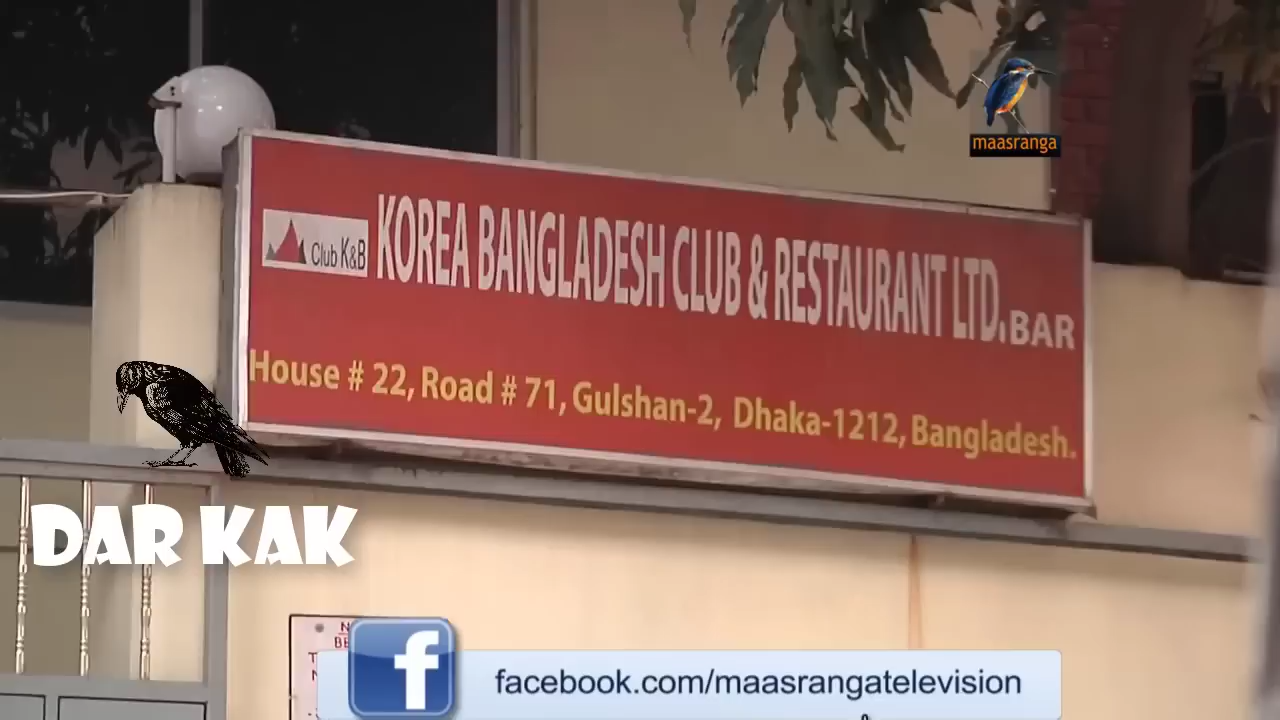 maasranga
Club K&B
KOREA BANGLADESH CLUB & RESTAURANT LTD. BAR
House # 22, Road # 71, Gulshan-2, Dhaka-1212, Bangladesh.
DAR KAK
facebook.com/maasrangatelevision